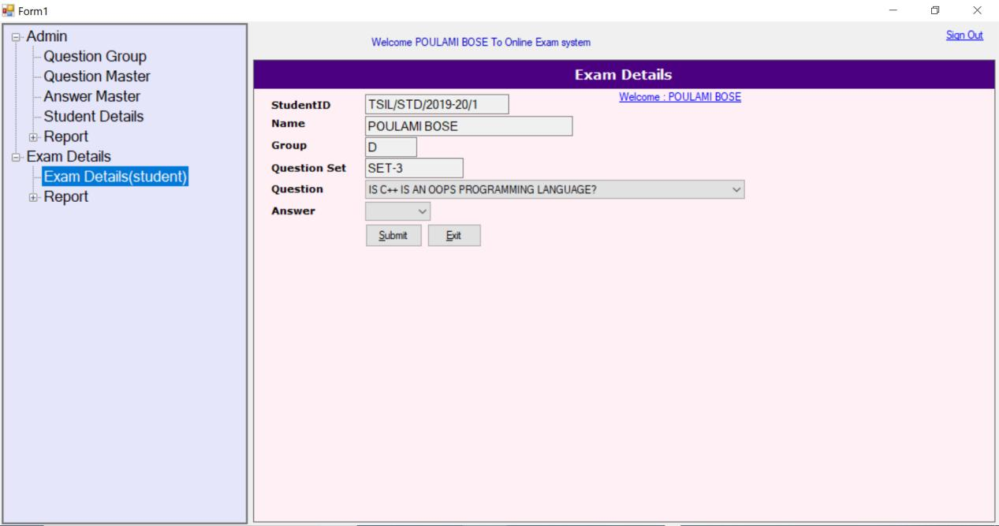 Form1
Admin
Question Group
Question Master
Answer Master
Student Details
Report
Exam Details
Exam Details(student)
Report
Welcome POULAMI BOSE To Online Exam system
Sign Out
Exam Details
Welcome : POULAMI BOSE
StudentID TSIL/STD/2019-20/1
Name POULAMI BOSE
Group D
Question Set SET-3
Question IS C++ IS AN OOPS PROGRAMMING LANGUAGE?
Answer
Submit Exit